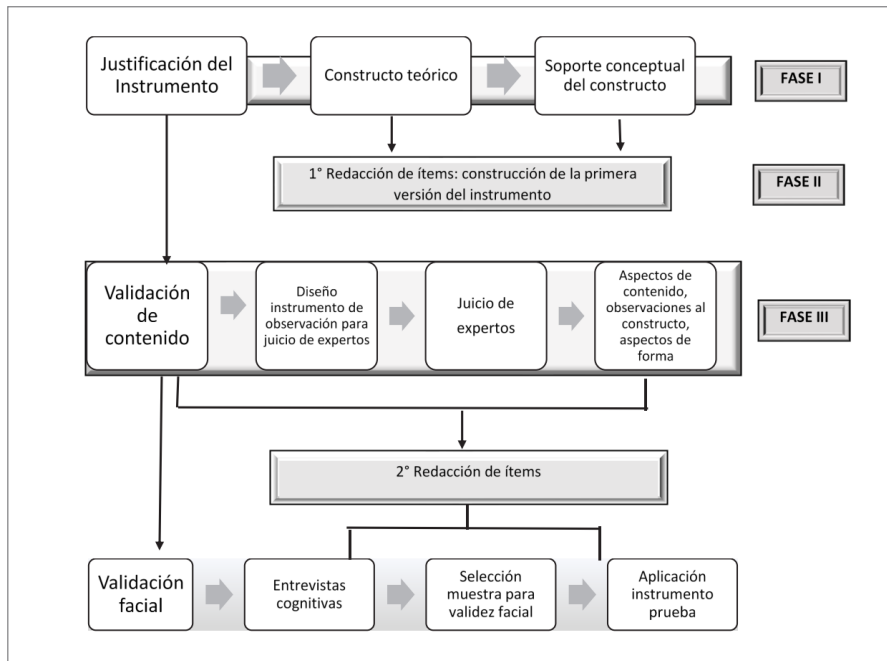 Justificación del
Instrumento
Constructo teórico
Soporte conceptual
del constructo
FASE I
1° Redacción de ítems: construcción de la primera
versión del instrumento
FASE II
Validación
de
contenido
Diseño
instrumento de
observación para
juicio de expertos
Juicio de
expertos
Aspectos de
contenido,
observaciones al
constructo,
aspectos de
forma
FASE III
2° Redacción de ítems
Validación
facial
Entrevistas
cognitivas
Selección
muestra para
validez facial
Aplicación
instrumento
prueba